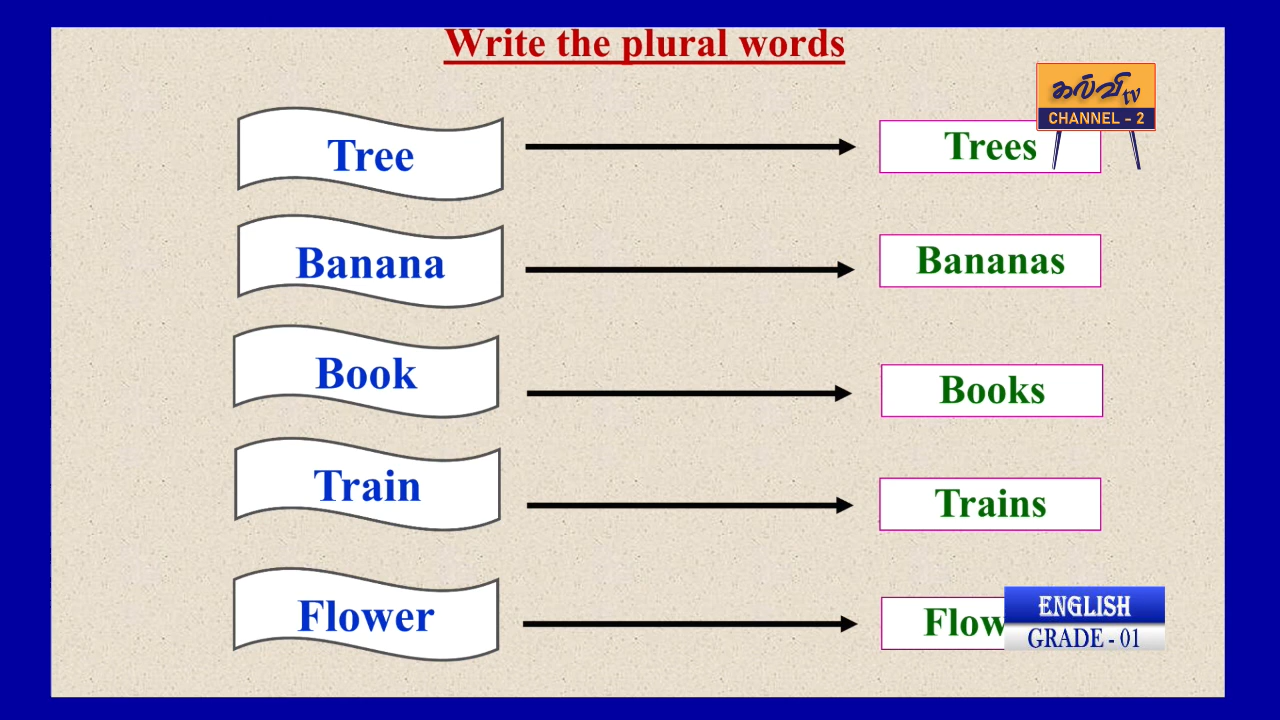 Write the plural words
கல்வி tv
CHANNEL - 2
Tree
Trees
Banana
Bananas
Book
Books
Train
Trains
Flower
Flow
ENGLISH
GRADE - 01